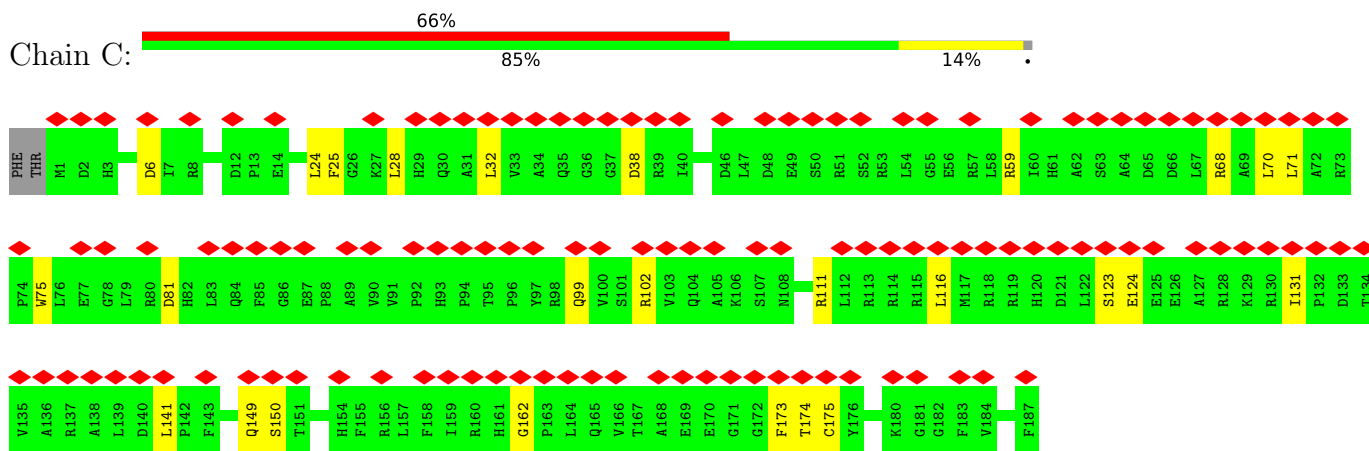 66%
Chain C:
85% 14% •
PHE THR M1 D2 H3 D6 I7 R8 D12 P13 E14 L24 F25 G26 K27 L28 H29 Q30 A31 L32 V33 A34 Q35 G36 G37 D38 R39 I40 D46 L47 D48 E49 S50 R51 S52 R53 L54 G55 E56 R57 L58 R59 I60 H61 A62 S63 A64 D65 D66 L67 R68 A69 L70 L71 A72 R73
P74 W75 L76 E77 G78 L79 R80 D81 H82 L83 Q84 F85 G86 E87 P88 A89 V90 V91 P92 H93 P94 T95 P96 Y97 R98 Q99 V100 S101 R102 V103 Q104 A105 K106 S107 N108 R111 L112 R113 R114 R115 L116 M117 R118 R119 H120 D121 L122 S123 E124 E125 E126 A127 R128 K129 R130 I131 P132 D133 T134
V135 A136 R137 A138 L139 D140 L141 P142 F143 Q149 S150 T151 H154 F155 R156 L157 F158 I159 R160 H161 G162 P163 L164 Q165 V166 T167 A168 E169 E170 G171 G172 F173 T174 C175 Y176 K180 G181 G182 F183 V184 F187